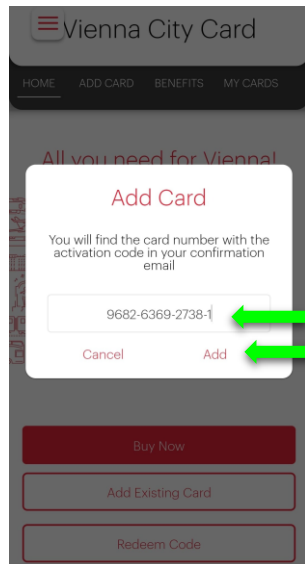 Vienna City Card
HOME ADD CARD BENEFITS MY CARDS
All you need for Vienna!
Add Card
You will find the card number with the
activation code in your confirmation
email
9682-6369-2738-1
Cancel Add
Buy Now
Add Existing Card
Redeem Code